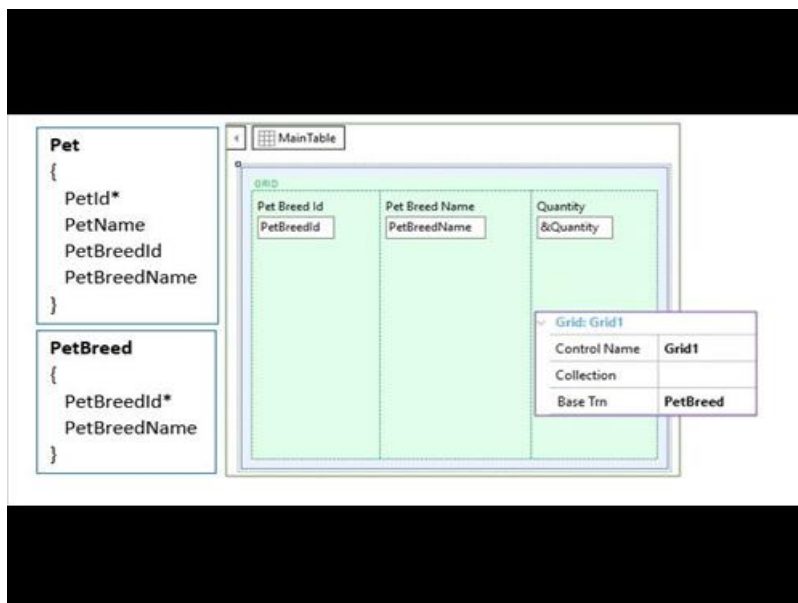 Pet
{
PetId*
PetName
PetBreedId
PetBreedName
}
PetBreed
{
PetBreedId*
PetBreedName
}
MainTable
GRID
Pet Breed Id Pet Breed Name Quantity
PetBreedId PetBreedName &Quantity
Grid: Grid1
Control Name Grid1
Collection
Base Trn PetBreed